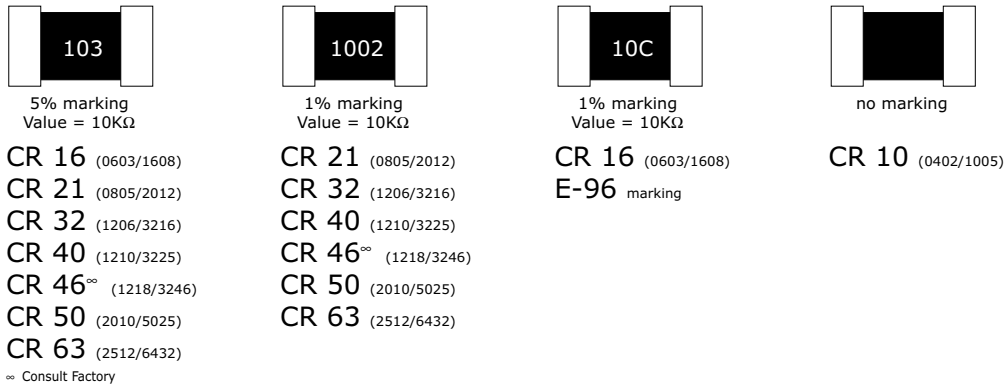 103
5% marking
Value = 10KΩ
CR 16 (0603/1608)
CR 21 (0805/2012)
CR 32 (1206/3216)
CR 40 (1210/3225)
CR 46∞ (1218/3246)
CR 50 (2010/5025)
CR 63 (2512/6432)
∞ Consult Factory
1002
1% marking
Value = 10KΩ
CR 21 (0805/2012)
CR 32 (1206/3216)
CR 40 (1210/3225)
CR 46∞ (1218/3246)
CR 50 (2010/5025)
CR 63 (2512/6432)
10C
1% marking
Value = 10KΩ
CR 16 (0603/1608)
E-96 marking
no marking
CR 10 (0402/1005)